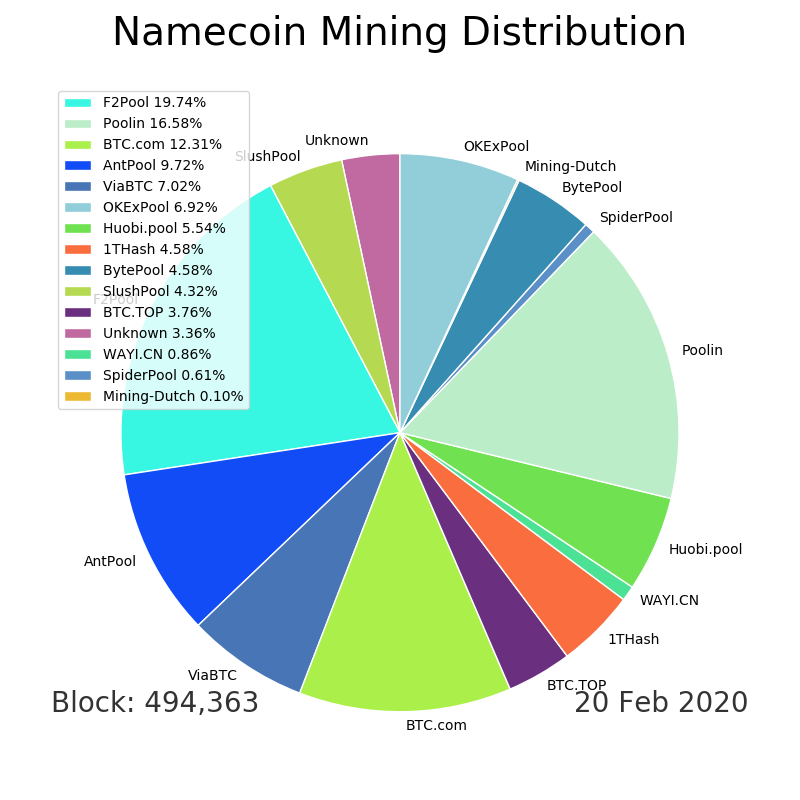 Namecoin Mining Distribution
F2Pool 19.74%
Poolin 16.58%
BTC.com 12.31%
AntPool 9.72%
ViaBTC 7.02%
OKExPool 6.92%
Huobi.pool 5.54%
1THash 4.58%
BytePool 4.58%
SlushPool 4.32%
BTC.TOP 3.76%
Unknown 3.36%
WAYI.CN 0.86%
SpiderPool 0.61%
Mining-Dutch 0.10%
Unknown
OKExPool
SlushPool
Mining-Dutch
BytePool
SpiderPool
F2Pool
Poolin
Huobi.pool
AntPool
WAYI.CN
1THash
ViaBTC
BTC.TOP
BTC.com
Block: 494,363
20 Feb 2020